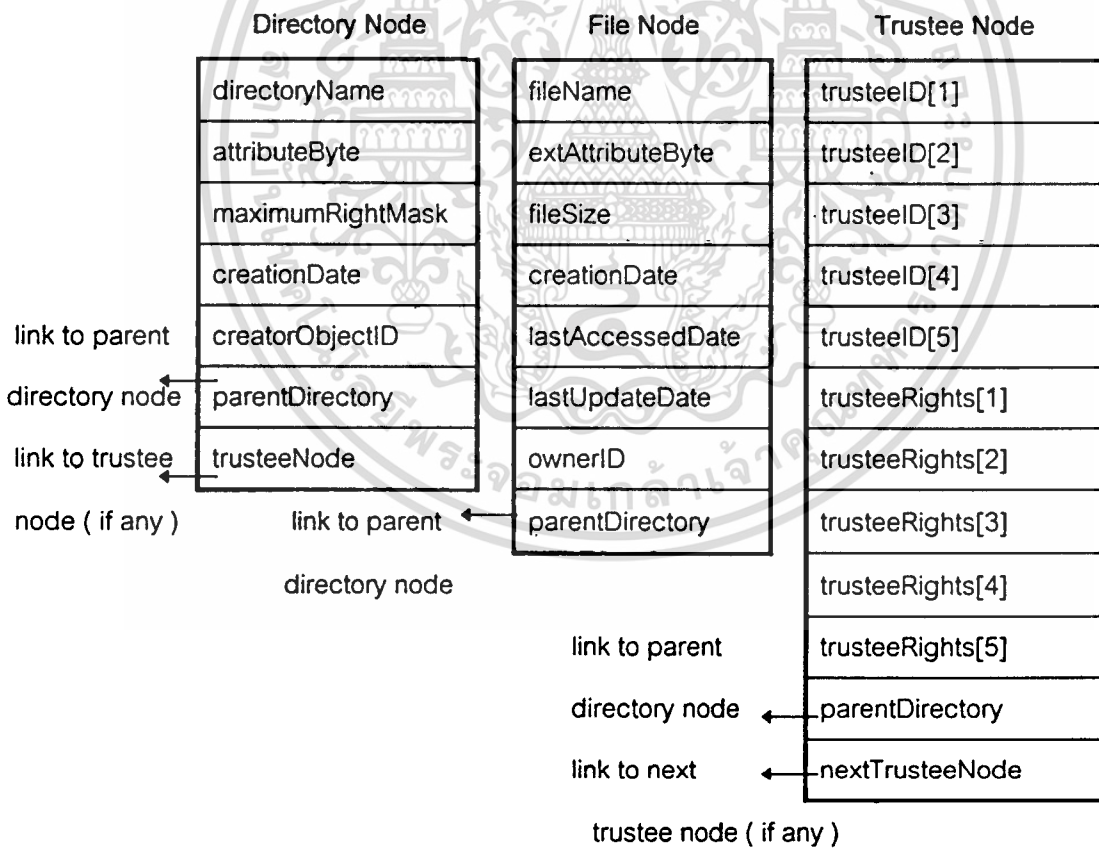 Directory Node
File Node
Trustee Node
directoryName
attributeByte
maximumRightMask
creationDate
creatorObjectID
parentDirectory
trusteeNode
link to parent
directory node
link to trustee
node ( if any )
fileName
extAttributeByte
fileSize
creationDate
lastAccessedDate
lastUpdateDate
ownerID
parentDirectory
link to parent
directory node
trusteeID[1]
trusteeID[2]
trusteeID[3]
trusteeID[4]
trusteeID[5]
trusteeRights[1]
trusteeRights[2]
trusteeRights[3]
trusteeRights[4]
trusteeRights[5]
parentDirectory
nextTrusteeNode
link to parent
directory node
link to next
trustee node ( if any )